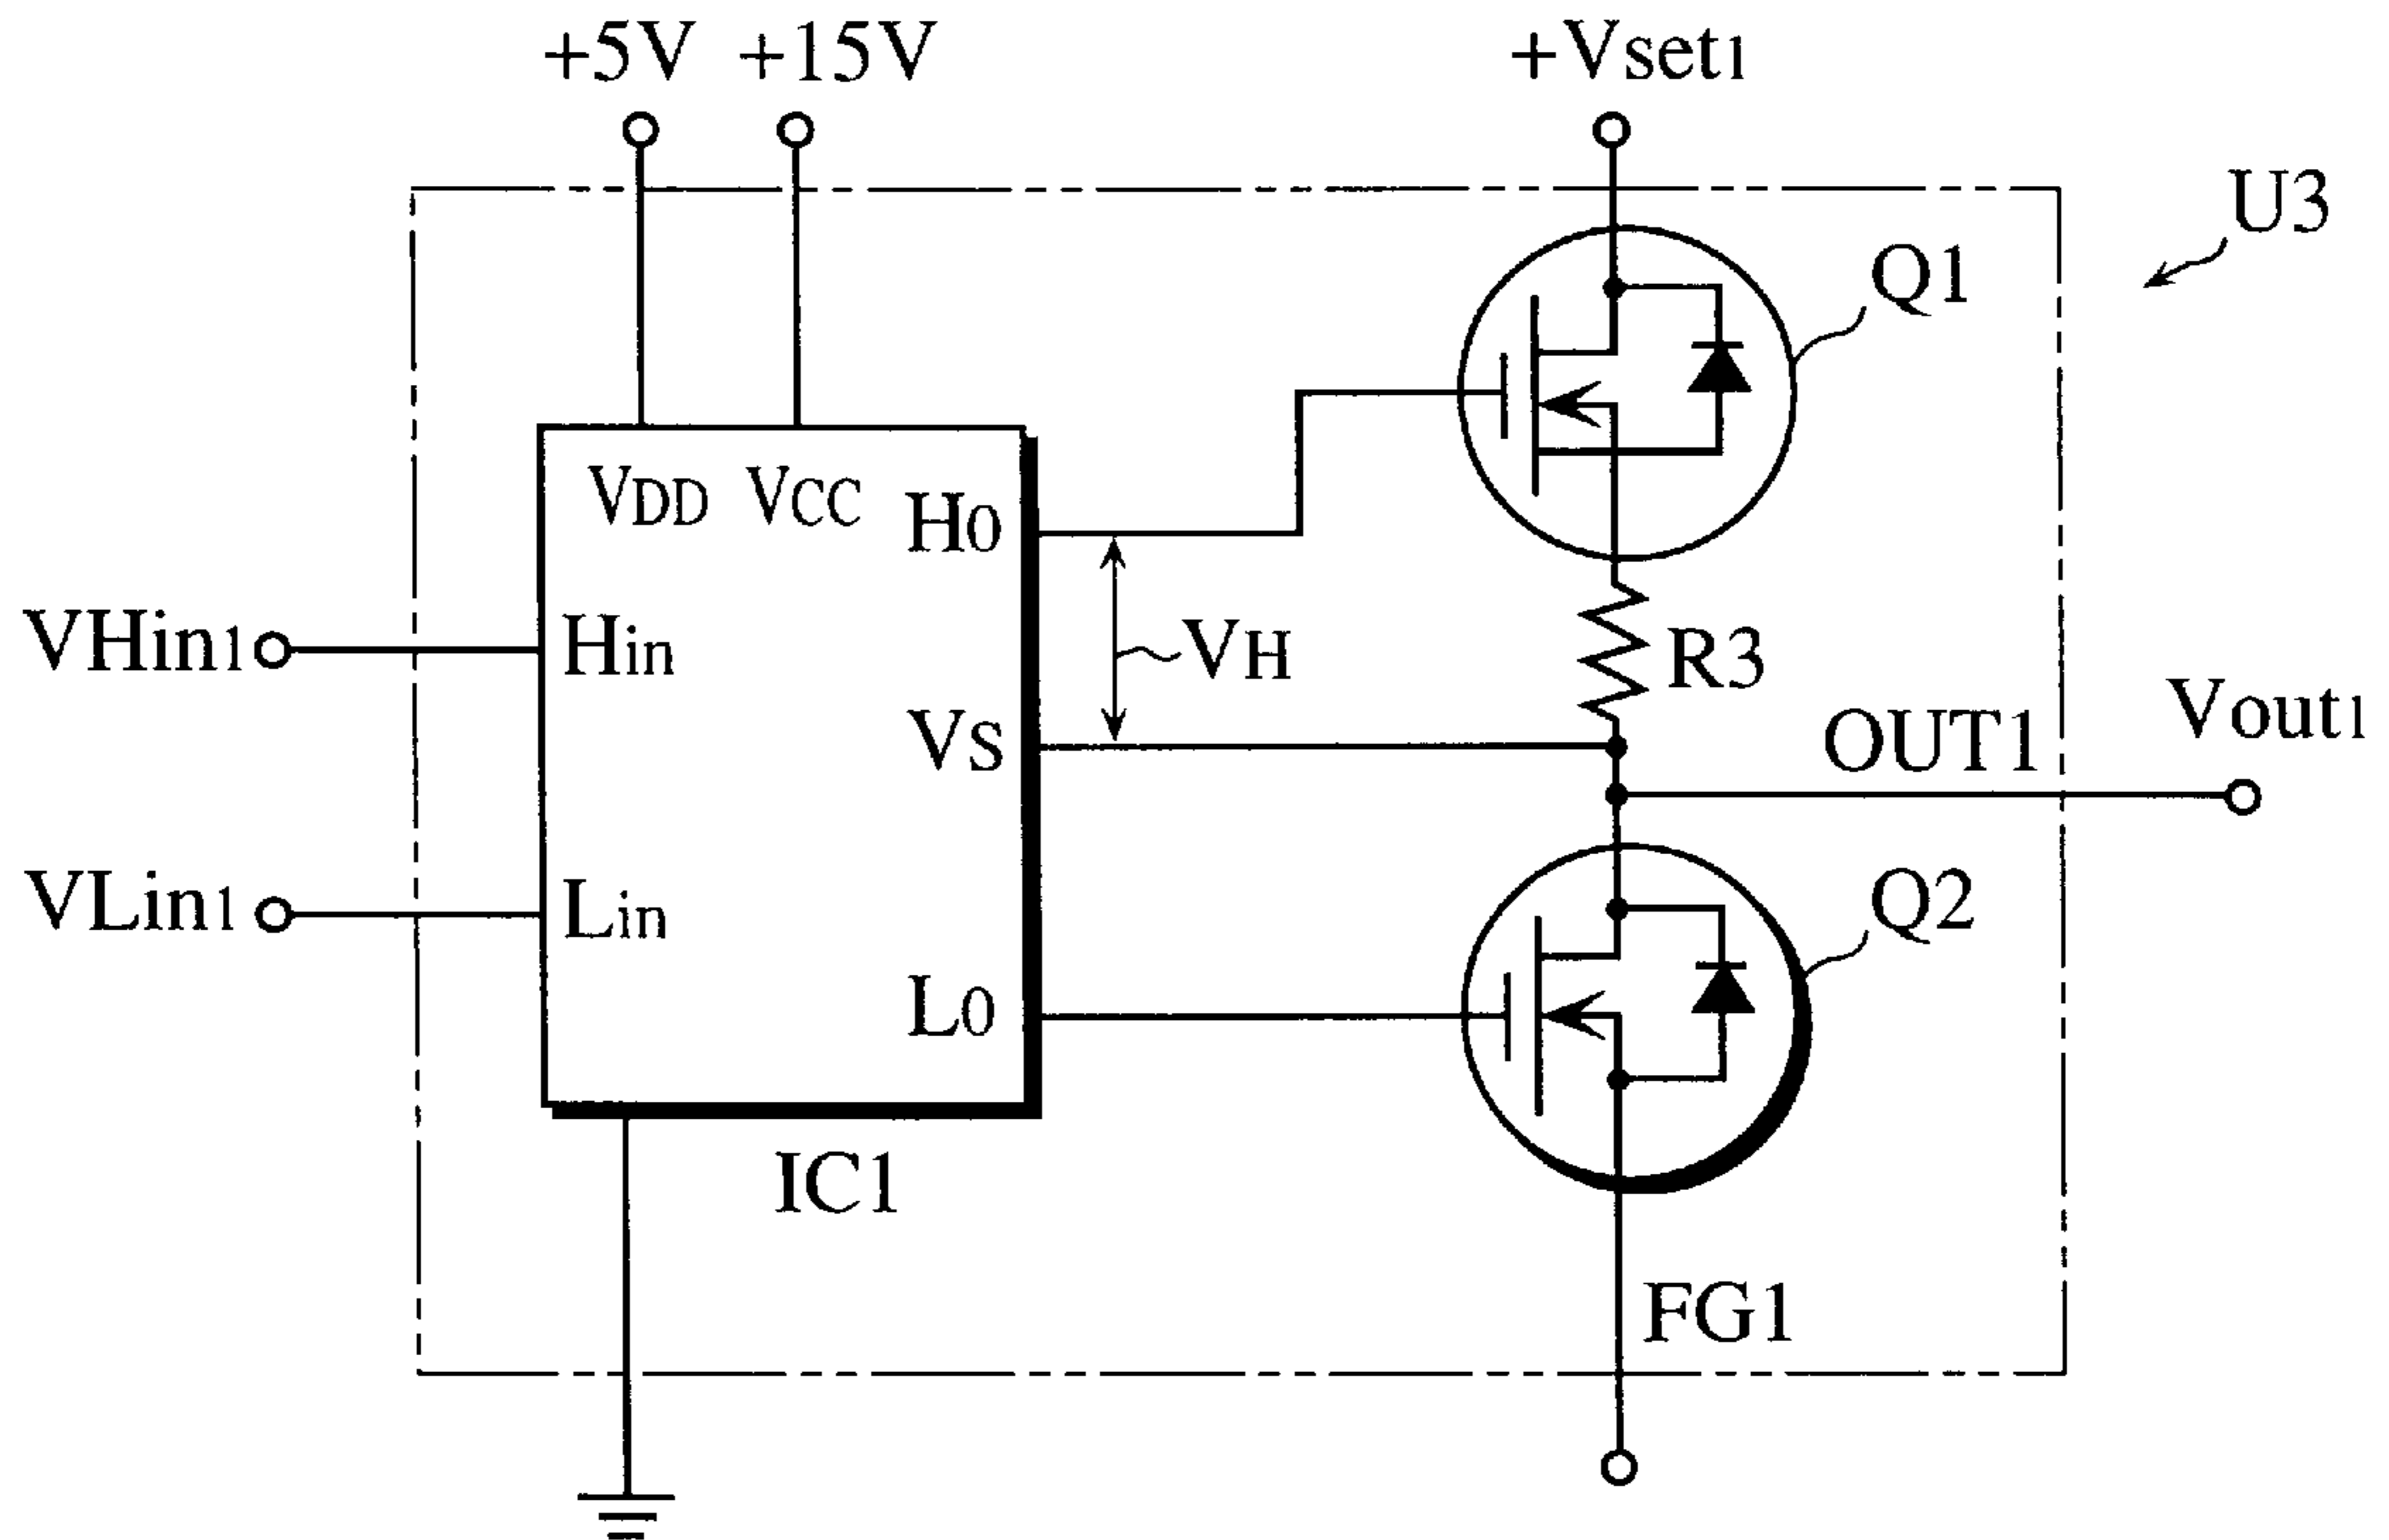 +5V +15V +Vset1
U3
Q1
VDD VCC H0
VHin1 Hin VH R3
VS OUT1 Vout1
VLin1 Lin Q2
L0
IC1
FG1